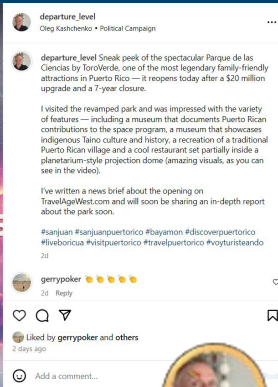 departure_level
Oleg Kashchenko • Political Campaign
departure_level Sneak peek of the spectacular Parque de las
Ciencias by ToroVerde, one of the most legendary family-friendly
attractions in Puerto Rico — it reopens today after a $20 million
upgrade and a 7-year closure.
I visited the revamped park and was impressed with the variety
of features — including a museum that documents Puerto Rican
contributions to the space program, a museum that showcases
indigenous Taino culture and history, a recreation of a traditional
Puerto Rican village and a cool restaurant set partially inside a
planetarium-style projection dome (amazing visuals, as you can
see in the video).
I've written a news brief about the opening on
TravelAgeWest.com and will soon be sharing an in-depth report
about the park soon.
#sanjuan #sanjuanpuertorico #bayamon #discoverpuertorico
#liveboricua #visitpuertorico #travelpuertorico #voyturisteando
2d
gerrypoker 👏👏👏👏👏
2d Reply
Liked by gerrypoker and others
2 days ago
Add a comment...